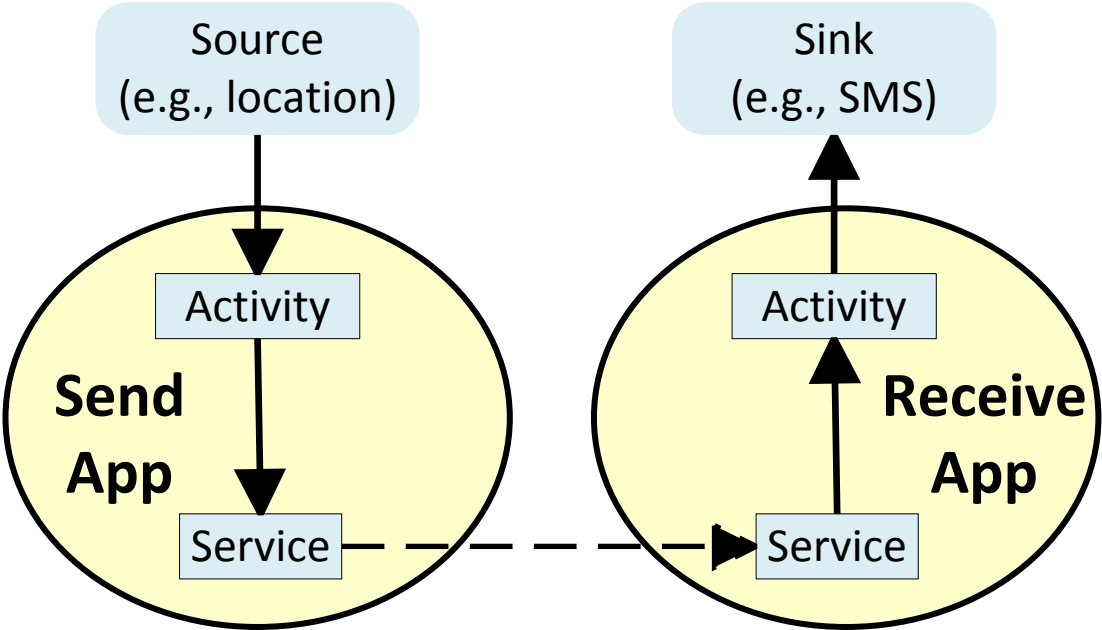 Source
(e.g., location)
Sink
(e.g., SMS)
Activity
Send
App
Service
Activity
Receive
App
Service